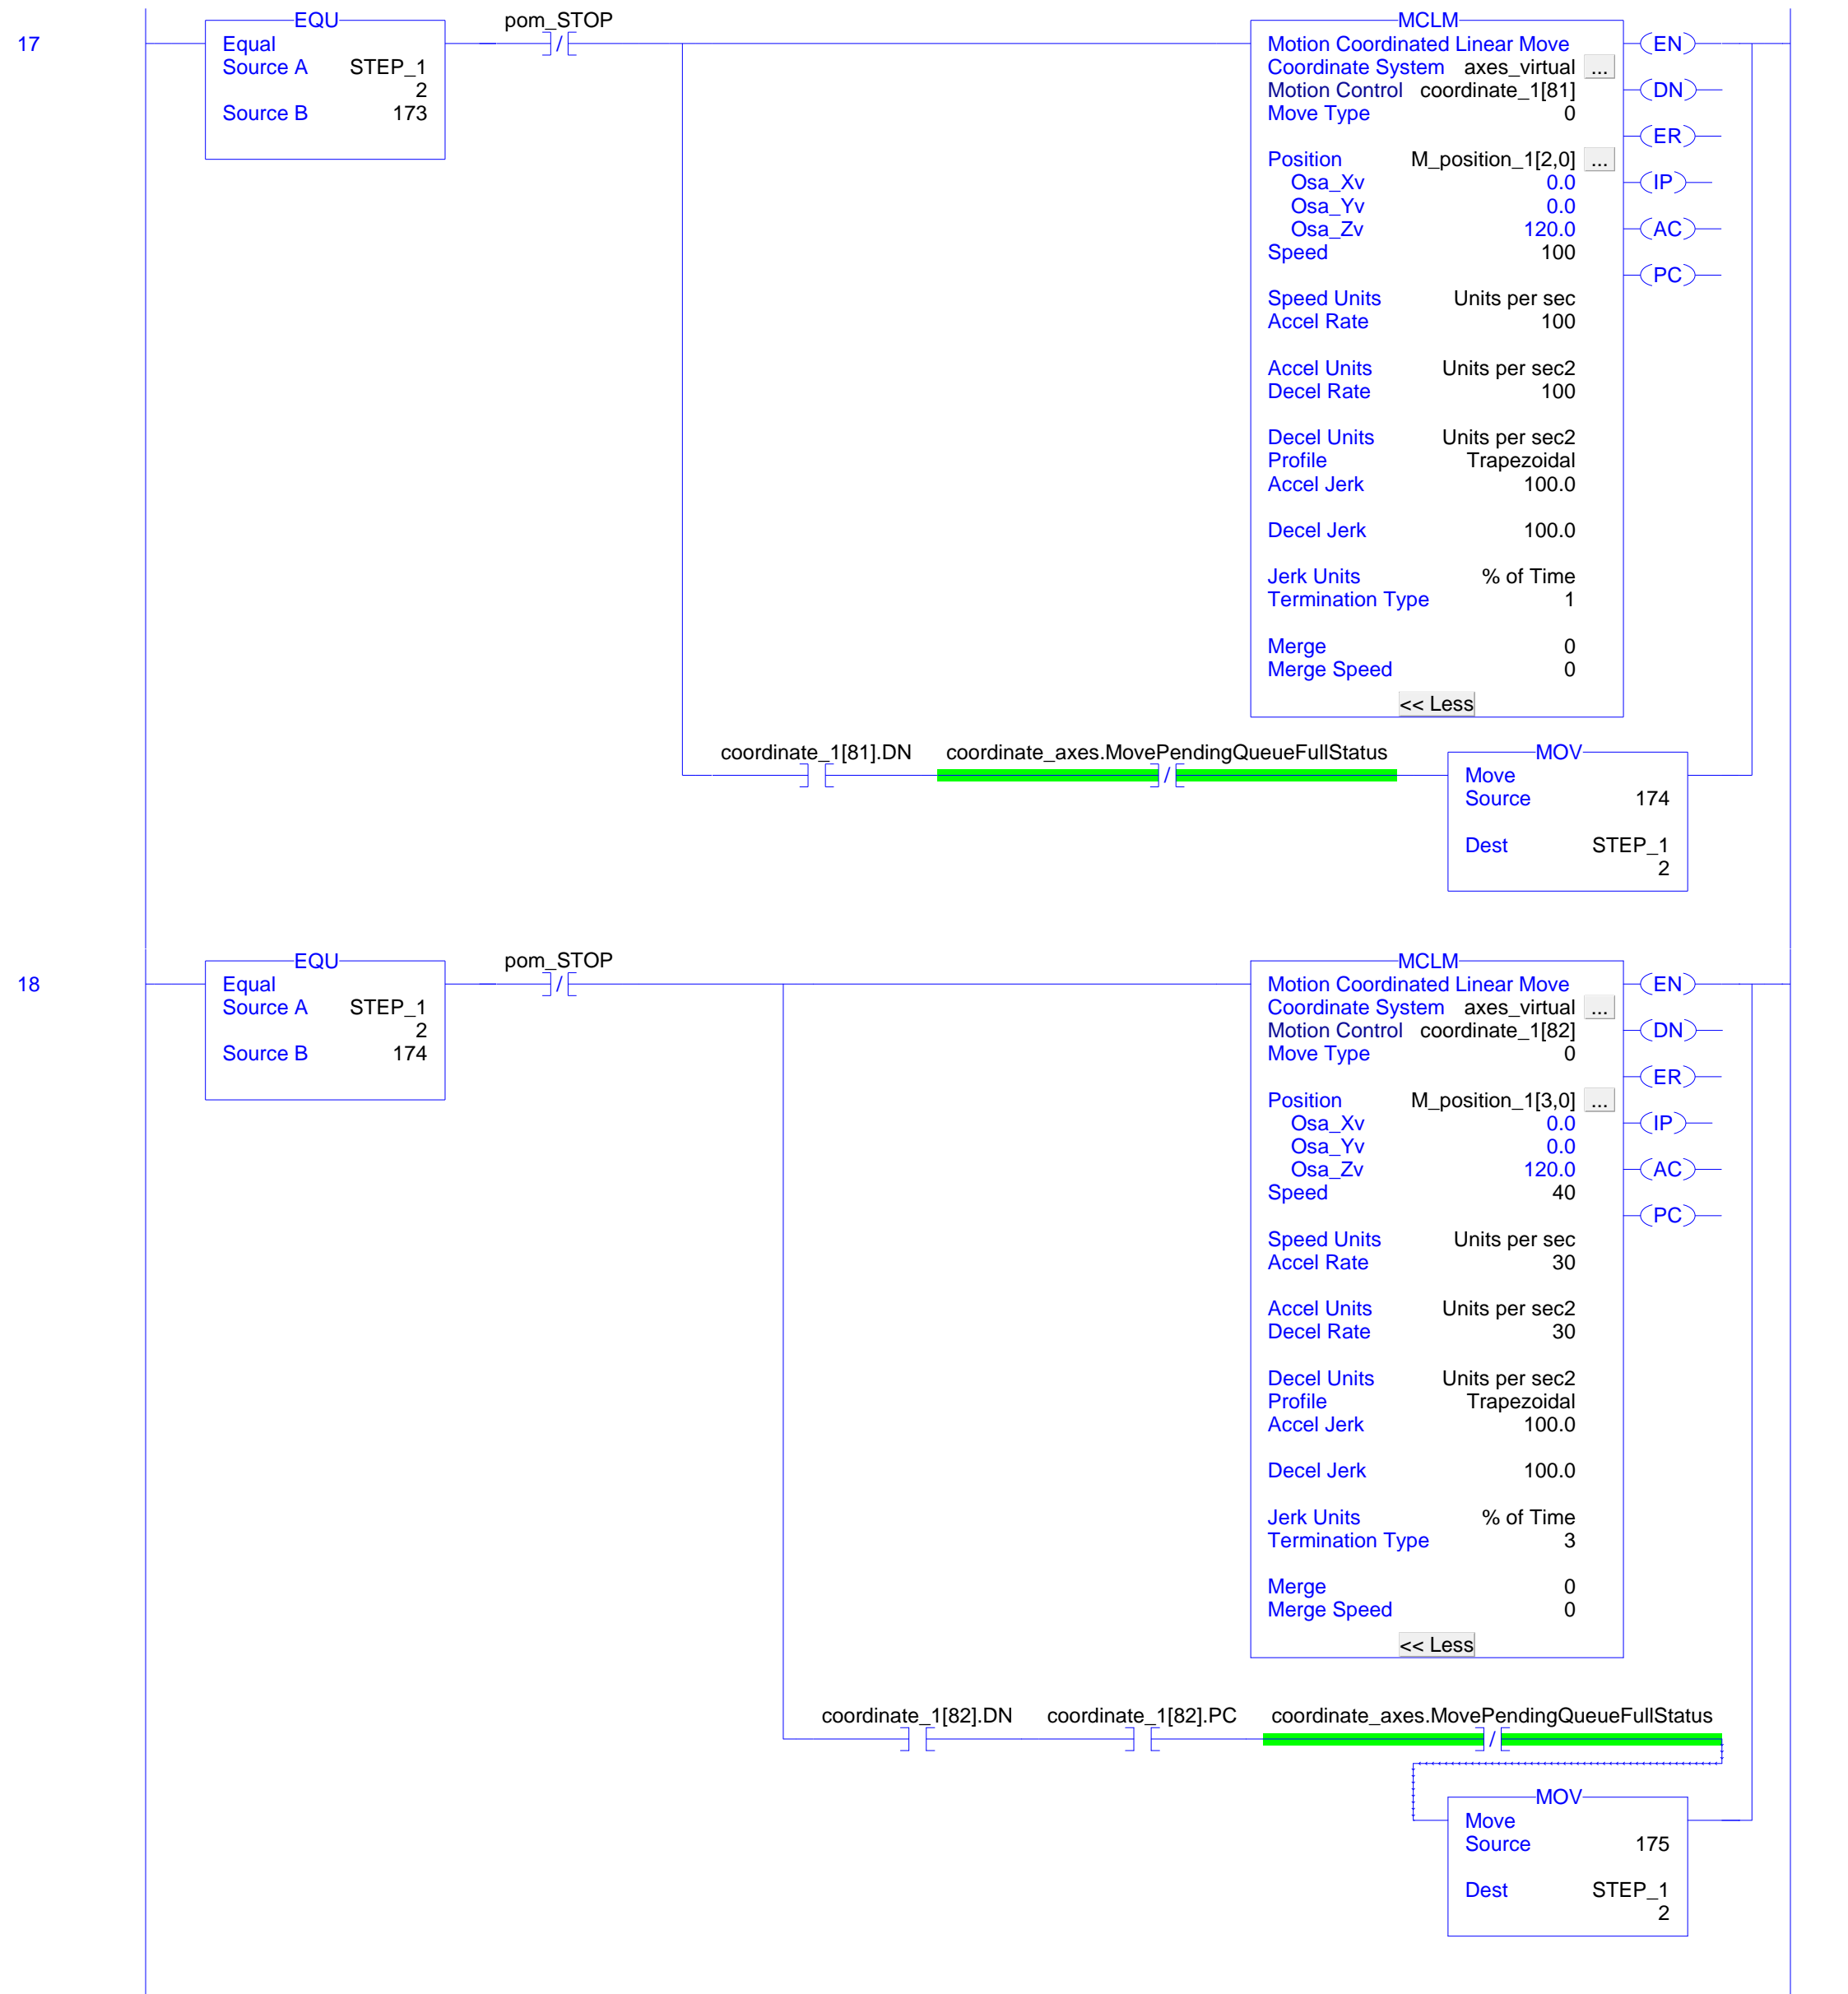 17
EQU
Equal
Source A STEP_1
2
Source B 173
pom_STOP
MCLM
Motion Coordinated Linear Move
Coordinate System axes_virtual ...
Motion Control coordinate_1[81]
Move Type 0
Position M_position_1[2,0] ...
Osa_Xv 0.0
Osa_Yv 0.0
Osa_Zv 120.0
Speed 100
Speed Units Units per sec
Accel Rate 100
Accel Units Units per sec2
Decel Rate 100
Decel Units Units per sec2
Profile Trapezoidal
Accel Jerk 100.0
Decel Jerk 100.0
Jerk Units % of Time
Termination Type 1
Merge 0
Merge Speed 0
<< Less
EN
DN
ER
IP
AC
PC
coordinate_1[81].DN
coordinate_axes.MovePendingQueueFullStatus
MOV
Move
Source 174
Dest STEP_1
2
18
EQU
Equal
Source A STEP_1
2
Source B 174
pom_STOP
MCLM
Motion Coordinated Linear Move
Coordinate System axes_virtual ...
Motion Control coordinate_1[82]
Move Type 0
Position M_position_1[3,0] ...
Osa_Xv 0.0
Osa_Yv 0.0
Osa_Zv 120.0
Speed 40
Speed Units Units per sec
Accel Rate 30
Accel Units Units per sec2
Decel Rate 30
Decel Units Units per sec2
Profile Trapezoidal
Accel Jerk 100.0
Decel Jerk 100.0
Jerk Units % of Time
Termination Type 3
Merge 0
Merge Speed 0
<< Less
EN
DN
ER
IP
AC
PC
coordinate_1[82].DN
coordinate_1[82].PC
coordinate_axes.MovePendingQueueFullStatus
MOV
Move
Source 175
Dest STEP_1
2